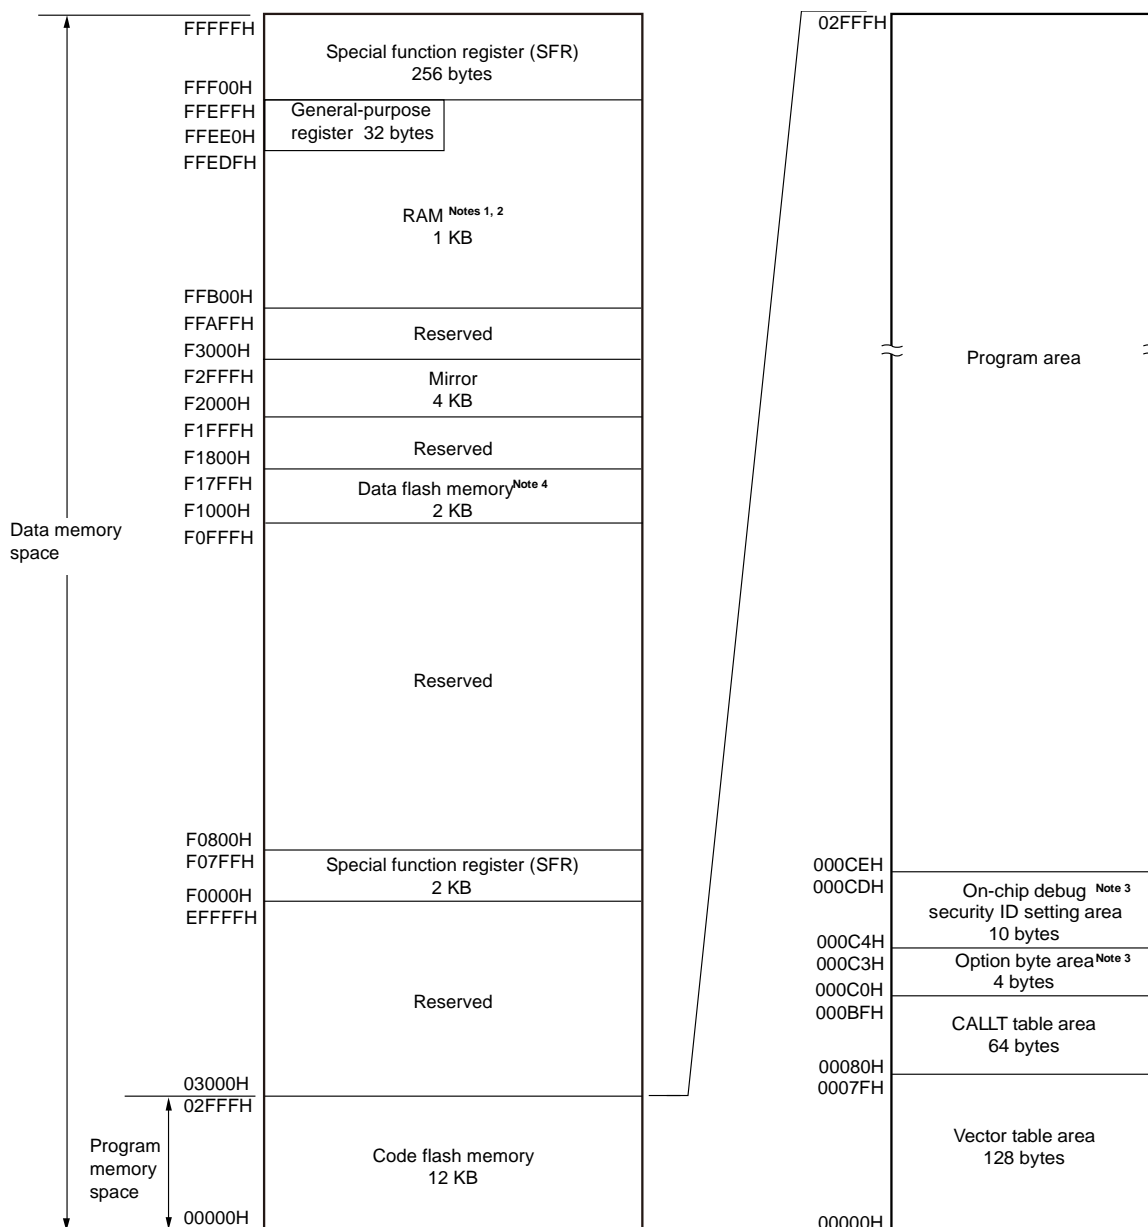 FFFFFH
Special function register (SFR)
256 bytes
FFF00H
FFEFFH
General-purpose
register 32 bytes
FFEE0H
FFEDFH
RAM Notes 1, 2
1 KB
FFB00H
FFAFFH
Reserved
F3000H
F2FFFH
Mirror
4 KB
F2000H
F1FFFH
Reserved
F1800H
F17FFH
Data flash memory Note 4
2 KB
F1000H
F0FFFH
Data memory
space
Reserved
F0800H
F07FFH
Special function register (SFR)
2 KB
F0000H
EFFFFH
Reserved
03000H
02FFFH
Program
memory
space
Code flash memory
12 KB
00000H
02FFFH
Program area
000CEH
000CDH
On-chip debug Note 3
security ID setting area
10 bytes
000C4H
000C3H
Option byte area Note 3
4 bytes
000C0H
000BFH
CALLT table area
64 bytes
00080H
0007FH
Vector table area
128 bytes
00000H